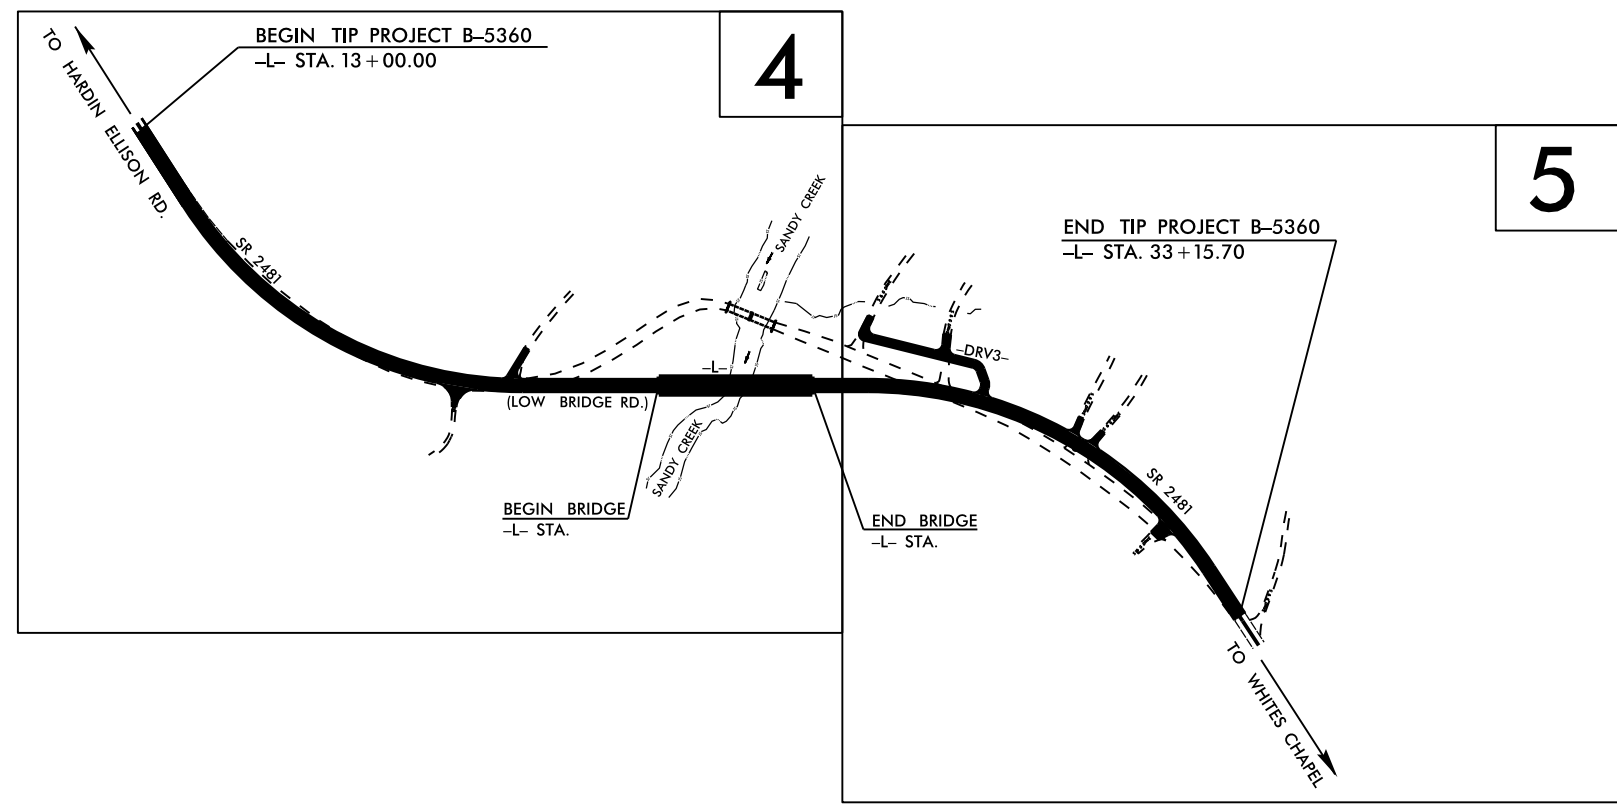 BEGIN TIP PROJECT B–5360
–L– STA. 13+00.00
4
TO HARDIN ELLISON RD.
SR 2481
SANDY CREEK
–L–
(LOW BRIDGE RD.)
SANDY CREEK
BEGIN BRIDGE
–L– STA.
5
END TIP PROJECT B–5360
–L– STA. 33+15.70
–DRV3–
SR 2481
END BRIDGE
–L– STA.
TO WHITES CHAPEL